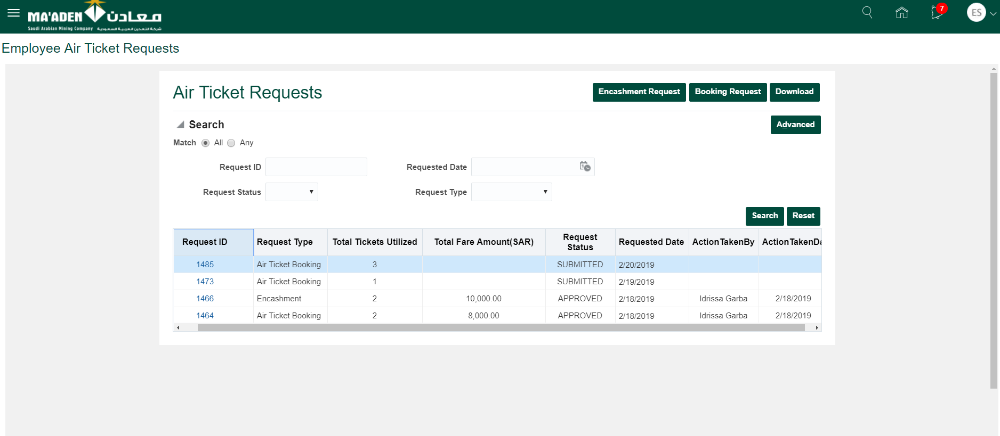 MA'ADEN معادن
Saudi Arabian Mining Company شركة التعدين العربية السعودية
7
ES
Employee Air Ticket Requests
Air Ticket Requests
Encashment Request Booking Request Download
Search
Advanced
Match All Any
Request ID Requested Date
Request Status Request Type
Search Reset
Request ID Request Type Total Tickets Utilized Total Fare Amount(SAR) Request Status Requested Date ActionTakenBy ActionTakenDa
1485 Air Ticket Booking 3 SUBMITTED 2/20/2019
1473 Air Ticket Booking 1 SUBMITTED 2/19/2019
1466 Encashment 2 10,000.00 APPROVED 2/18/2019 Idrissa Garba 2/18/2019
1464 Air Ticket Booking 2 8,000.00 APPROVED 2/18/2019 Idrissa Garba 2/18/2019